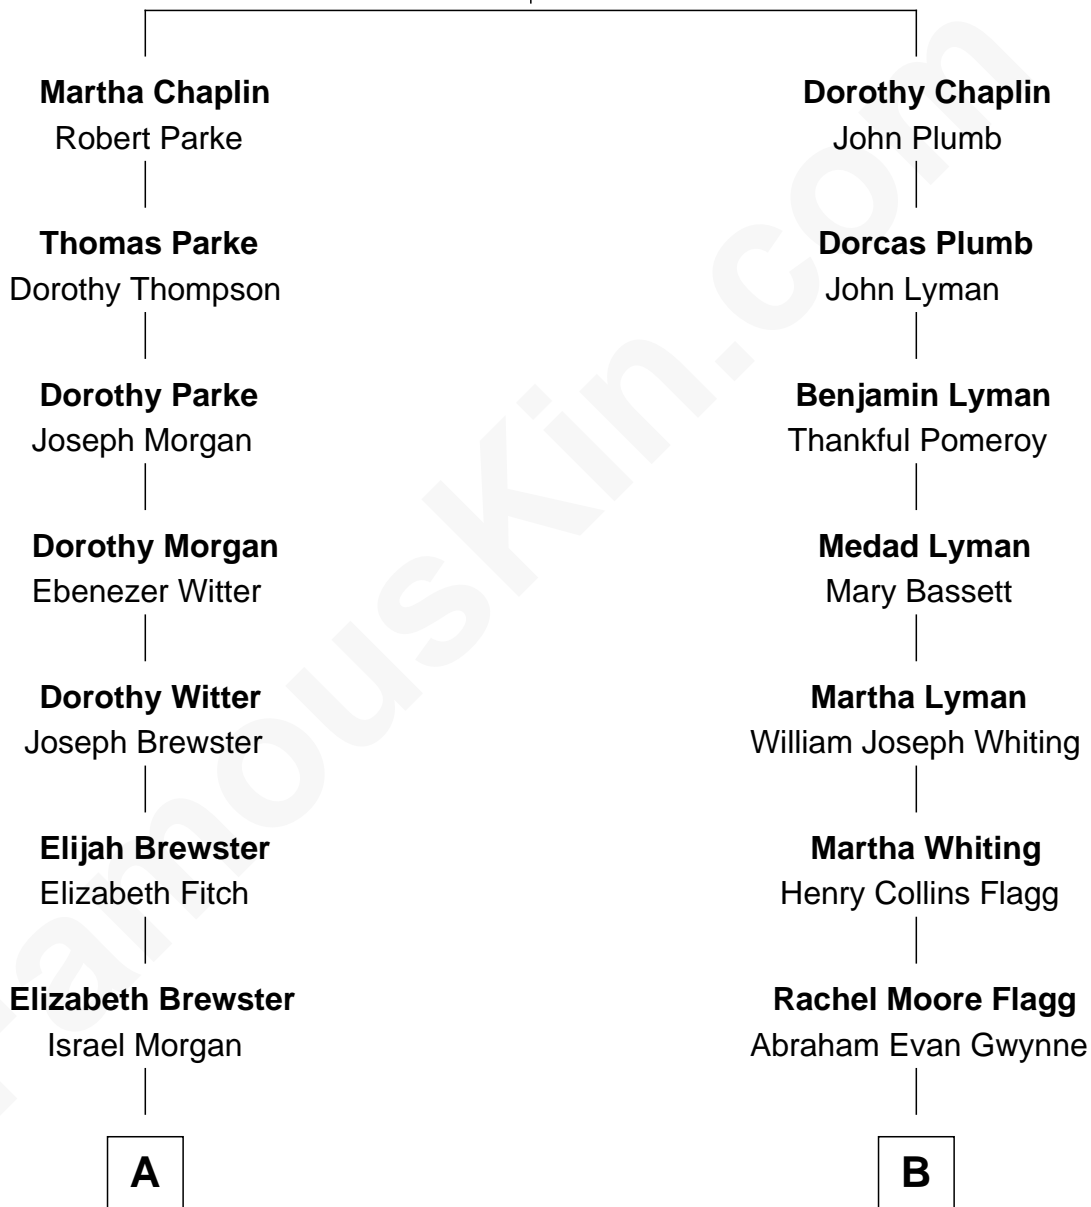 Martha Chaplin
Robert Parke
Thomas Parke
Dorothy Thompson
Dorothy Parke
Joseph Morgan
Dorothy Morgan
Ebenezer Witter
Dorothy Witter
Joseph Brewster
Elijah Brewster
Elizabeth Fitch
Elizabeth Brewster
Israel Morgan
A
Dorothy Chaplin
John Plumb
Dorcas Plumb
John Lyman
Benjamin Lyman
Thankful Pomeroy
Medad Lyman
Mary Bassett
Martha Lyman
William Joseph Whiting
Martha Whiting
Henry Collins Flagg
Rachel Moore Flagg
Abraham Evan Gwynne
B
FamousKin.com